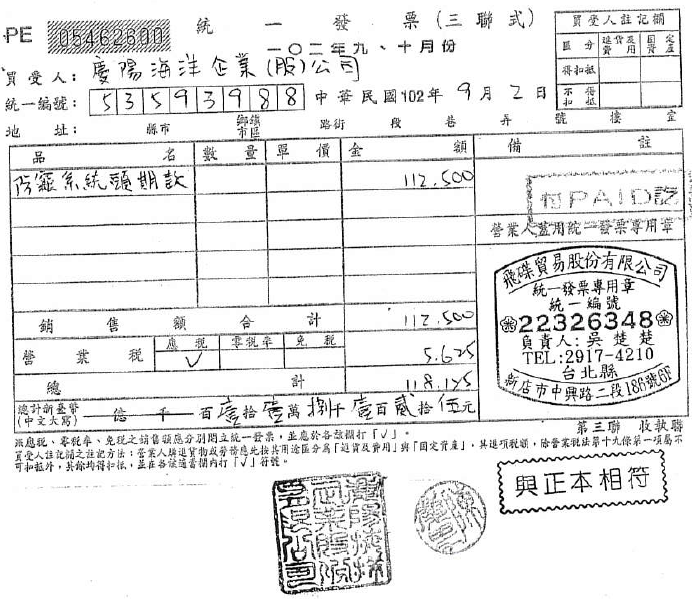 統一發票（三聯式）
PE 05462600
一〇二年九、十月份
買受人註記欄
區分 進貨及費用 固定資產
得扣抵
不得扣抵
買受人：慶陽海洋企業(股)公司
統一編號：53593988 中華民國102年9月2日
地址： 縣市 鄉鎮市區 路街 段 巷 弄 號 樓 室
品名 數量 單價 金額 備註
防竊系統頭期款 112,500
付PAID訖
營業人蓋用統一發票專用章
飛碟貿易股份有限公司
統一發票專用章
統一編號
22326348
負責人：吳楚楚
TEL:2917-4210
台北縣
新店市中興路二段186號6F
銷售額合計 112,500
營業稅 應稅 零稅率 免稅 5,625
√
總計 118,125
總計新臺幣（中文大寫） 億 千 百壹拾壹萬捌千壹百貳拾伍元
第三聯 收執聯
※應稅、零稅率、免稅之銷售額應分別開立統一發票，並應於各該欄打「√」。
買受人註記欄之註記方法：營業人購進貨物或勞務應先按其用途區分為「進貨及費用」與「固定資產」，其進項稅額，除營業稅法第十九條第一項屬不
可扣抵外，其餘均得扣抵，並在各該適當欄內打「√」符號。
與正本相符